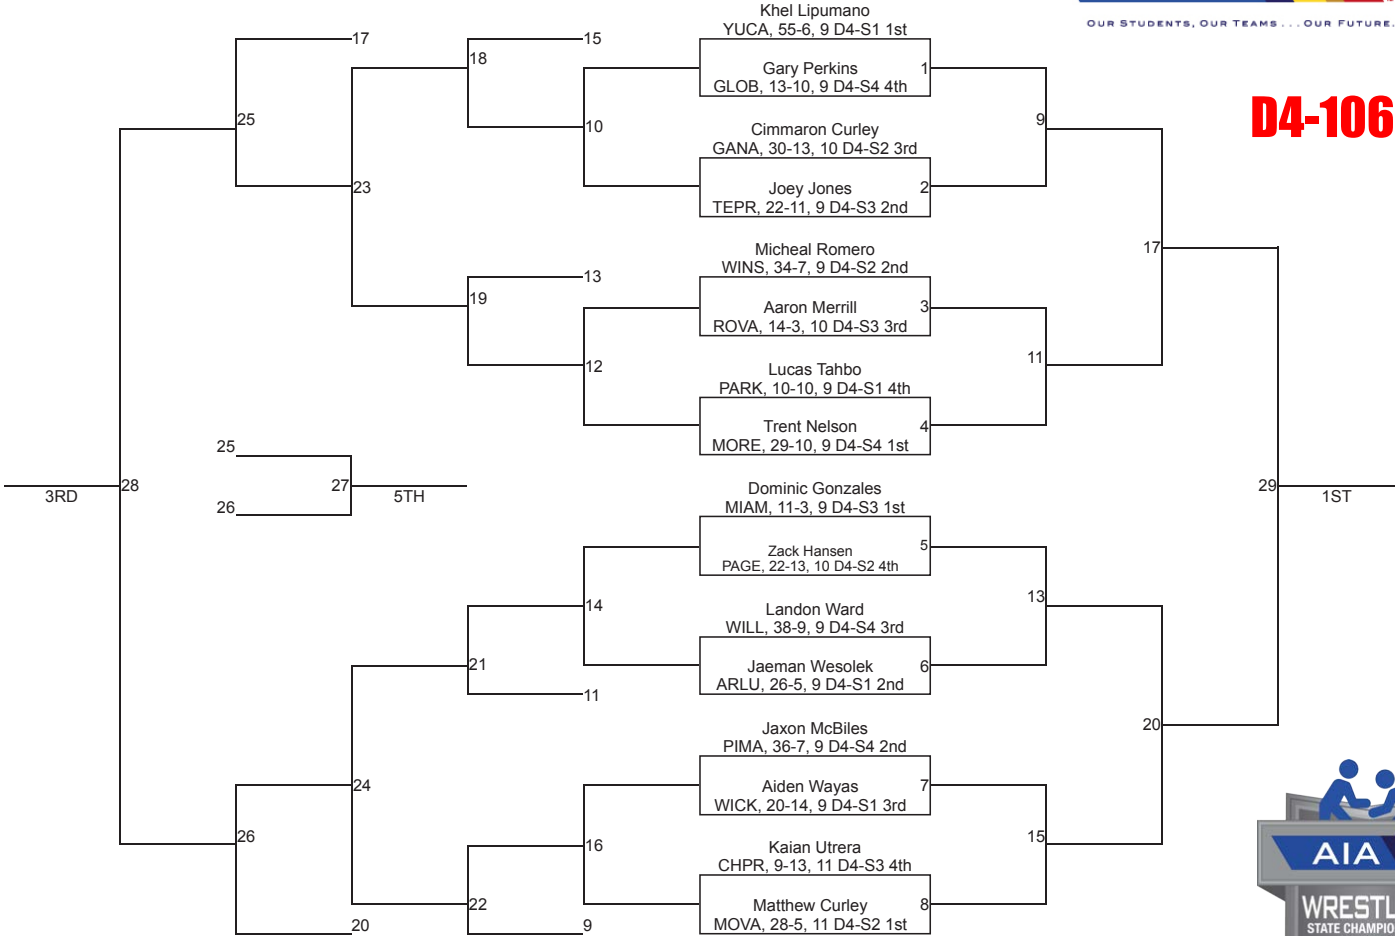 OUR STUDENTS, OUR TEAMS . . . OUR FUTURE.
D4-106
Khel Lipumano
YUCA, 55-6, 9 D4-S1 1st
Gary Perkins
GLOB, 13-10, 9 D4-S4 4th
1
Cimmaron Curley
GANA, 30-13, 10 D4-S2 3rd
Joey Jones
TEPR, 22-11, 9 D4-S3 2nd
2
Micheal Romero
WINS, 34-7, 9 D4-S2 2nd
Aaron Merrill
ROVA, 14-3, 10 D4-S3 3rd
3
Lucas Tahbo
PARK, 10-10, 9 D4-S1 4th
Trent Nelson
MORE, 29-10, 9 D4-S4 1st
4
Dominic Gonzales
MIAM, 11-3, 9 D4-S3 1st
Zack Hansen
PAGE, 22-13, 10 D4-S2 4th
5
Landon Ward
WILL, 38-9, 9 D4-S4 3rd
Jaeman Wesolek
ARLU, 26-5, 9 D4-S1 2nd
6
Jaxon McBiles
PIMA, 36-7, 9 D4-S4 2nd
Aiden Wayas
WICK, 20-14, 9 D4-S1 3rd
7
Kaian Utrera
CHPR, 9-13, 11 D4-S3 4th
Matthew Curley
MOVA, 28-5, 11 D4-S2 1st
8
9
11
13
15
17
20
29
1ST
17
15
18
10
25
23
13
19
12
25
27
5TH
26
28
3RD
14
21
11
24
26
16
22
20
9
AIA
WRESTL
STATE CHAMPIO